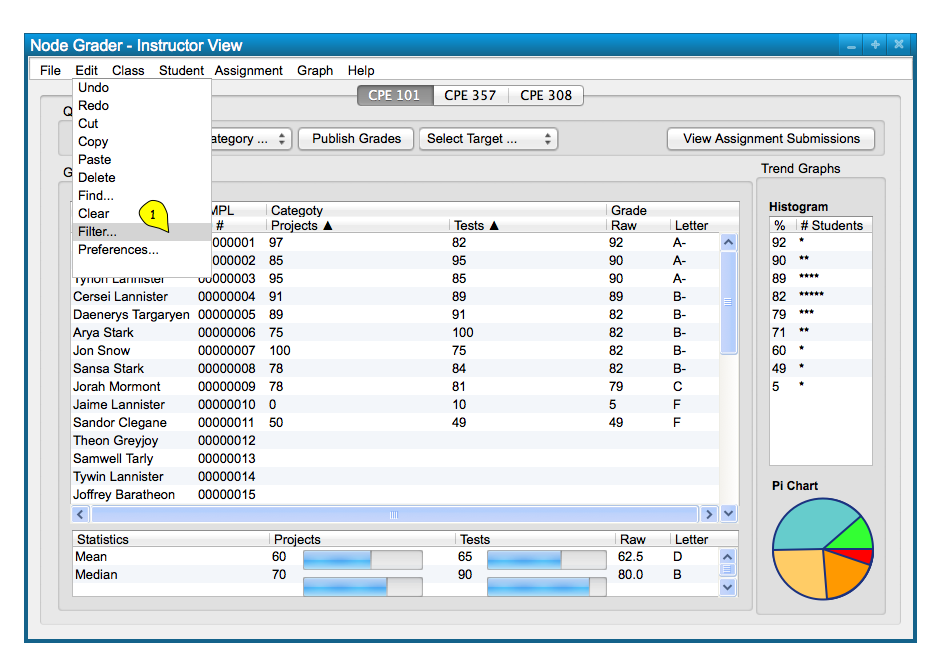 Node Grader - Instructor View
File Edit Class Student Assignment Graph Help
Undo
Redo
Cut
Copy
Paste
Delete
Find...
Clear
Filter...
Preferences...
1
CPE 101 CPE 357 CPE 308
ategory ... Publish Grades Select Target ... View Assignment Submissions
MPL Categoty Grade
# Projects ▲ Tests ▲ Raw Letter
000001 97 82 92 A-
000002 85 95 90 A-
Tyrion Lannister 00000003 95 85 90 A-
Cersei Lannister 00000004 91 89 89 B-
Daenerys Targaryen 00000005 89 91 82 B-
Arya Stark 00000006 75 100 82 B-
Jon Snow 00000007 100 75 82 B-
Sansa Stark 00000008 78 84 82 B-
Jorah Mormont 00000009 78 81 79 C
Jaime Lannister 00000010 0 10 5 F
Sandor Clegane 00000011 50 49 49 F
Theon Greyjoy 00000012
Samwell Tarly 00000013
Tywin Lannister 00000014
Joffrey Baratheon 00000015
Statistics Projects Tests Raw Letter
Mean 60 65 62.5 D
Median 70 90 80.0 B
Trend Graphs
Histogram
% # Students
92 *
90 **
89 ****
82 *****
79 ***
71 **
60 *
49 *
5 *
Pi Chart